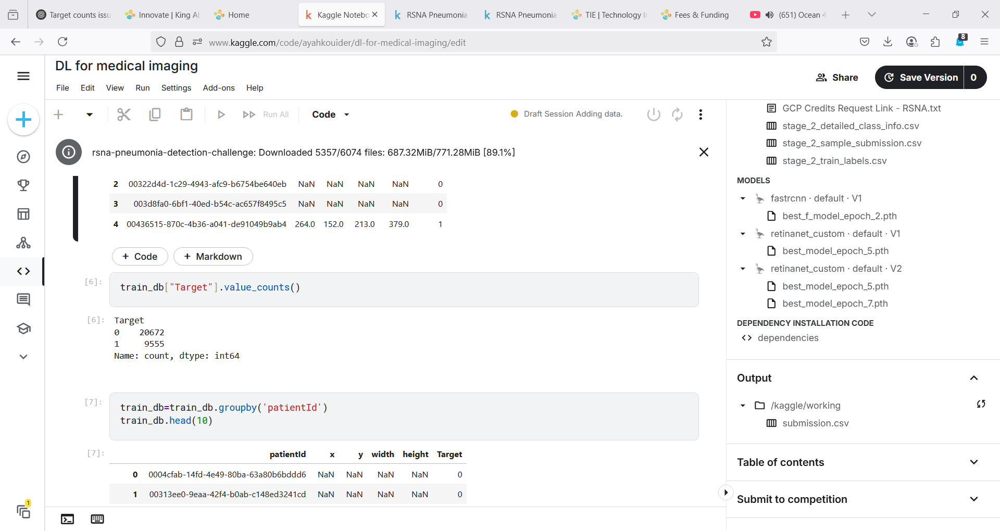 Target counts issu
Innovate | King Ab
Home
Kaggle Notebo
RSNA Pneumonia
RSNA Pneumonia
TIE | Technology I
Fees & Funding
(651) Ocean 4
www.kaggle.com/code/ayahkouider/dl-for-medical-imaging/edit
8
DL for medical imaging
File Edit View Run Settings Add-ons Help
Share
Save Version 0
Run All
Code
Draft Session Adding data.
rsna-pneumonia-detection-challenge: Downloaded 5357/6074 files: 687.32MiB/771.28MiB [89.1%]
2 00322d4d-1c29-4943-afc9-b6754be640eb NaN NaN NaN NaN 0
3 003d8fa0-6bf1-40ed-b54c-ac657f8495c5 NaN NaN NaN NaN 0
4 00436515-870c-4b36-a041-de91049b9ab4 264.0 152.0 213.0 379.0 1
+ Code
+ Markdown
[6]:
train_db["Target"].value_counts()
[6]:
Target
0 20672
1 9555
Name: count, dtype: int64
[7]:
train_db=train_db.groupby('patientId')
train_db.head(10)
[7]:
patientId x y width height Target
0 0004cfab-14fd-4e49-80ba-63a80b6bddd6 NaN NaN NaN NaN 0
1 00313ee0-9eaa-42f4-b0ab-c148ed3241cd NaN NaN NaN NaN 0
1
GCP Credits Request Link - RSNA.txt
stage_2_detailed_class_info.csv
stage_2_sample_submission.csv
stage_2_train_labels.csv
MODELS
fastrcnn · default · V1
best_f_model_epoch_2.pth
retinanet_custom · default · V1
best_model_epoch_5.pth
retinanet_custom · default · V2
best_model_epoch_5.pth
best_model_epoch_7.pth
DEPENDENCY INSTALLATION CODE
dependencies
Output
/kaggle/working
submission.csv
Table of contents
Submit to competition